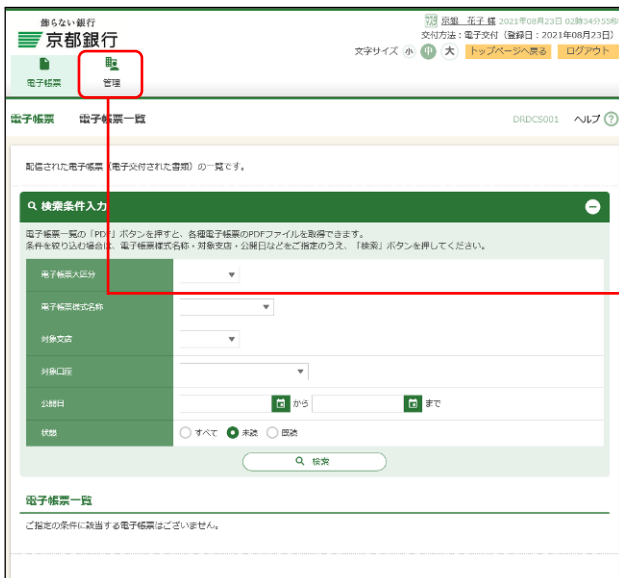 飾らない銀行
京都銀行
京銀 花子 様 2021年08月23日 02時34分55秒
交付方法:電子交付(登録日:2021年08月23日)
文字サイズ 小 中 大 トップページへ戻る ログアウト
電子帳票 管理
電子帳票 電子帳票一覧 DRDCS001 ヘルプ ?
配信された電子帳票(電子交付された書類)の一覧です。
検索条件入力
電子帳票一覧の「PDF」ボタンを押すと、各種電子帳票のPDFファイルを取得できます。
条件を絞り込む場合は、電子帳票様式名称・対象支店・公開日などをご指定のうえ、「検索」ボタンを押してください。
電子帳票大区分
電子帳票様式名称
対象支店
対象口座
公開日 から まで
状態 すべて 未読 既読
検索
電子帳票一覧
ご指定の条件に該当する電子帳票はございません。